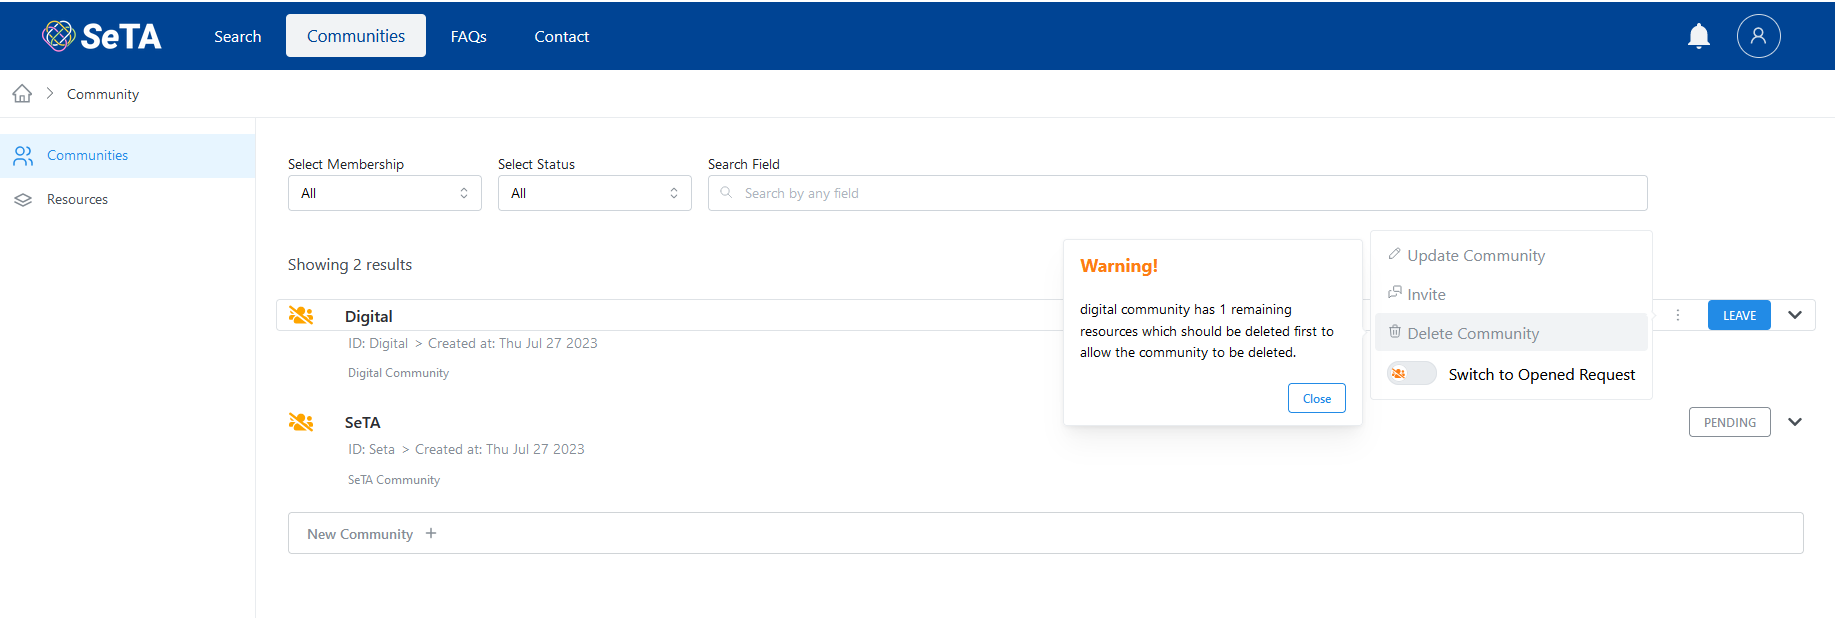 SeTA
Search
Communities
FAQs
Contact
Community
Communities
Resources
Select Membership
All
Select Status
All
Search Field
Search by any field
Showing 2 results
Digital
ID: Digital > Created at: Thu Jul 27 2023
Digital Community
Warning!
digital community has 1 remaining
resources which should be deleted first to
allow the community to be deleted.
Close
Update Community
Invite
Delete Community
Switch to Opened Request
LEAVE
SeTA
ID: Seta > Created at: Thu Jul 27 2023
SeTA Community
PENDING
New Community +